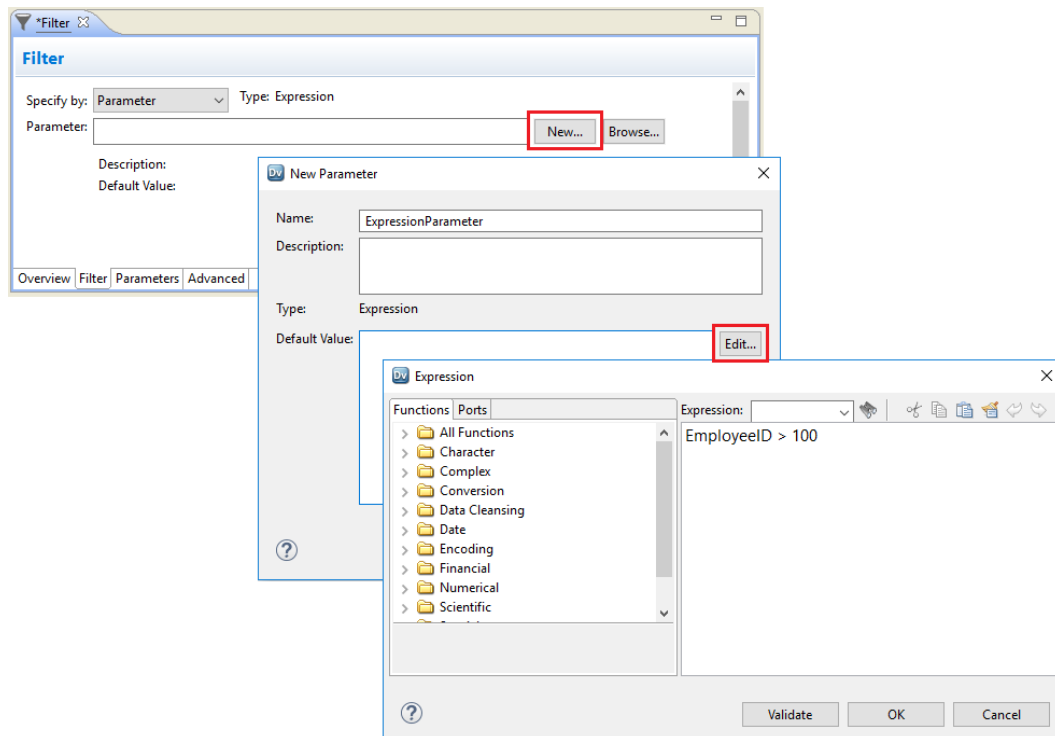 *Filter
Filter
Specify by: Parameter Type: Expression
Parameter: New... Browse...
Description:
Default Value:
Overview Filter Parameters Advanced
Dv New Parameter
Name: ExpressionParameter
Description:
Type: Expression
Default Value: Edit...
Dv Expression
Functions Ports
All Functions
Character
Complex
Conversion
Data Cleansing
Date
Encoding
Financial
Numerical
Scientific
Expression:
EmployeeID > 100
? 
?
Validate OK Cancel